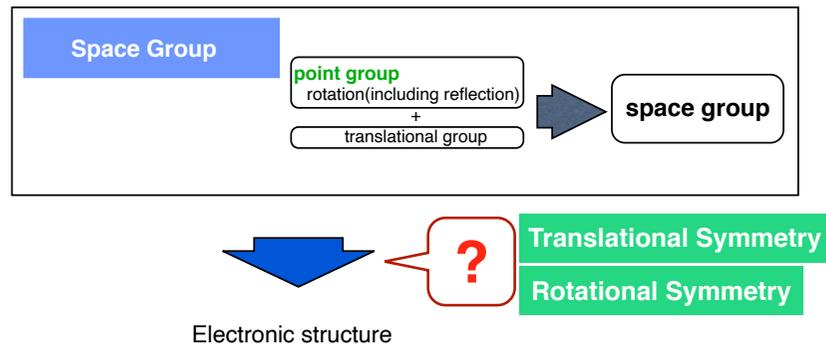 Space Group
point group
rotation(including reflection)
+
translational group
space group
?
Translational Symmetry
Rotational Symmetry
Electronic structure